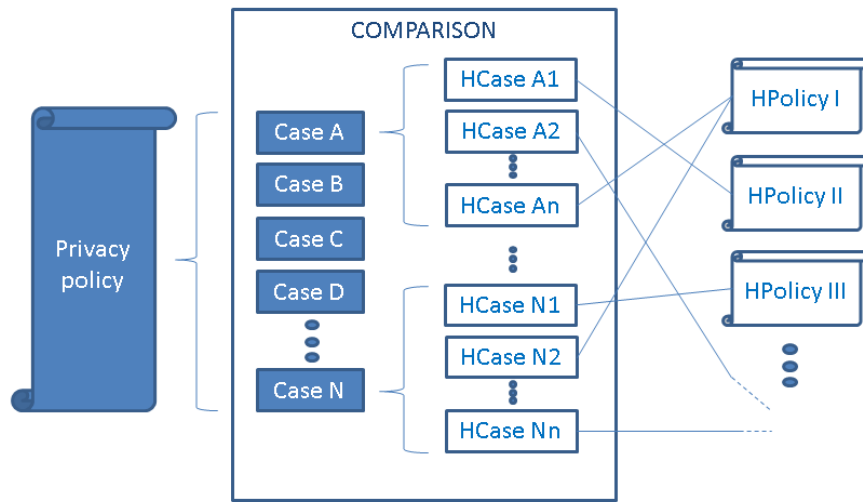 COMPARISON
Privacy
policy
Case A
Case B
Case C
Case D
Case N
HCase A1
HCase A2
HCase An
HCase N1
HCase N2
HCase Nn
HPolicy I
HPolicy II
HPolicy III